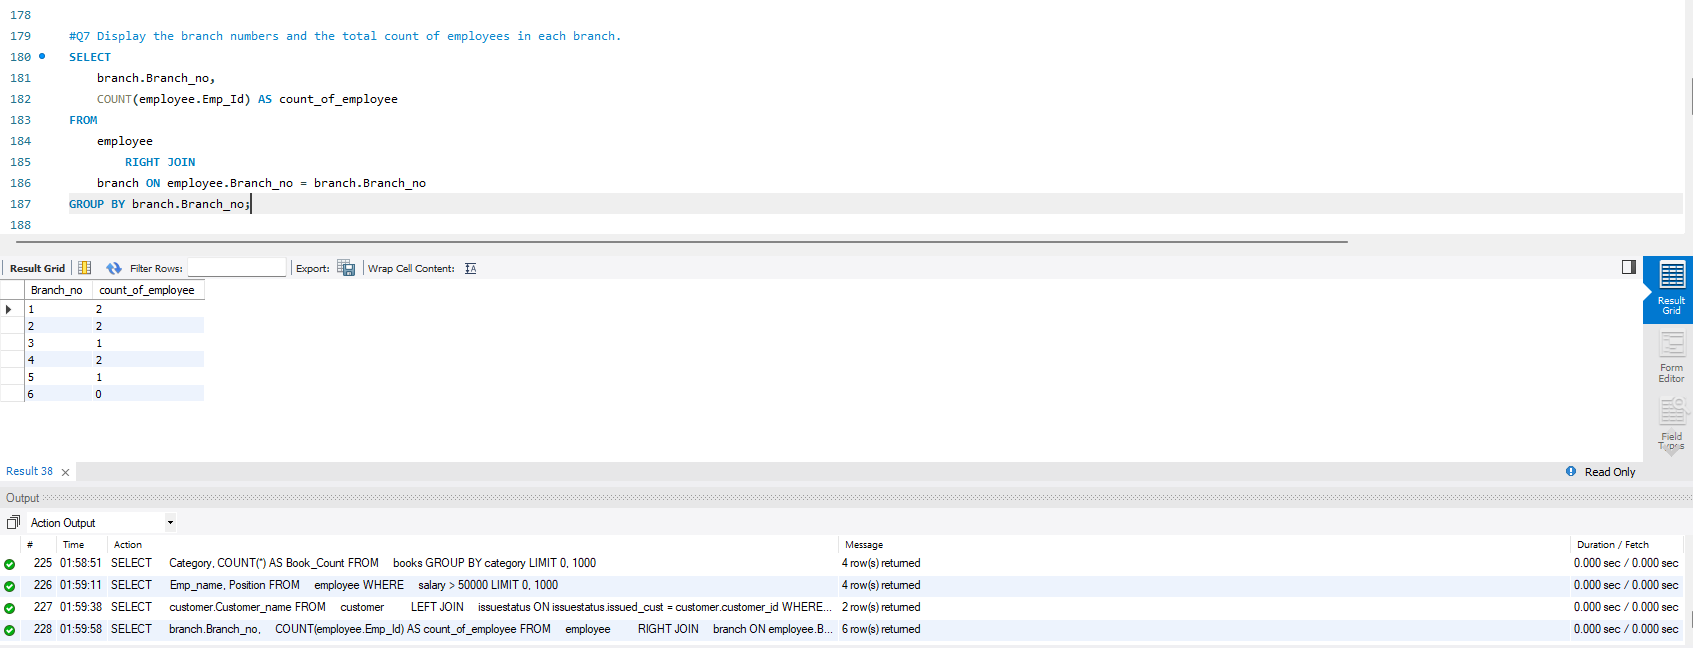 178
179 #Q7 Display the branch numbers and the total count of employees in each branch.
180 SELECT
181 branch.Branch_no,
182 COUNT(employee.Emp_Id) AS count_of_employee
183 FROM
184 employee
185 RIGHT JOIN
186 branch ON employee.Branch_no = branch.Branch_no
187 GROUP BY branch.Branch_no;
188
Result Grid Filter Rows: Export: Wrap Cell Content:
Branch_no count_of_employee
1 2
2 2
3 1
4 2
5 1
6 0
Result Grid
Form Editor
Field Types
Result 38 Read Only
Output
Action Output
# Time Action Message Duration / Fetch
225 01:58:51 SELECT Category, COUNT(*) AS Book_Count FROM books GROUP BY category LIMIT 0, 1000 4 row(s) returned 0.000 sec / 0.000 sec
226 01:59:11 SELECT Emp_name, Position FROM employee WHERE salary > 50000 LIMIT 0, 1000 4 row(s) returned 0.000 sec / 0.000 sec
227 01:59:38 SELECT customer.Customer_name FROM customer LEFT JOIN issuestatus ON issuestatus.issued_cust = customer.customer_id WHERE... 2 row(s) returned 0.000 sec / 0.000 sec
228 01:59:58 SELECT branch.Branch_no, COUNT(employee.Emp_Id) AS count_of_employee FROM employee RIGHT JOIN branch ON employee.B... 6 row(s) returned 0.000 sec / 0.000 sec